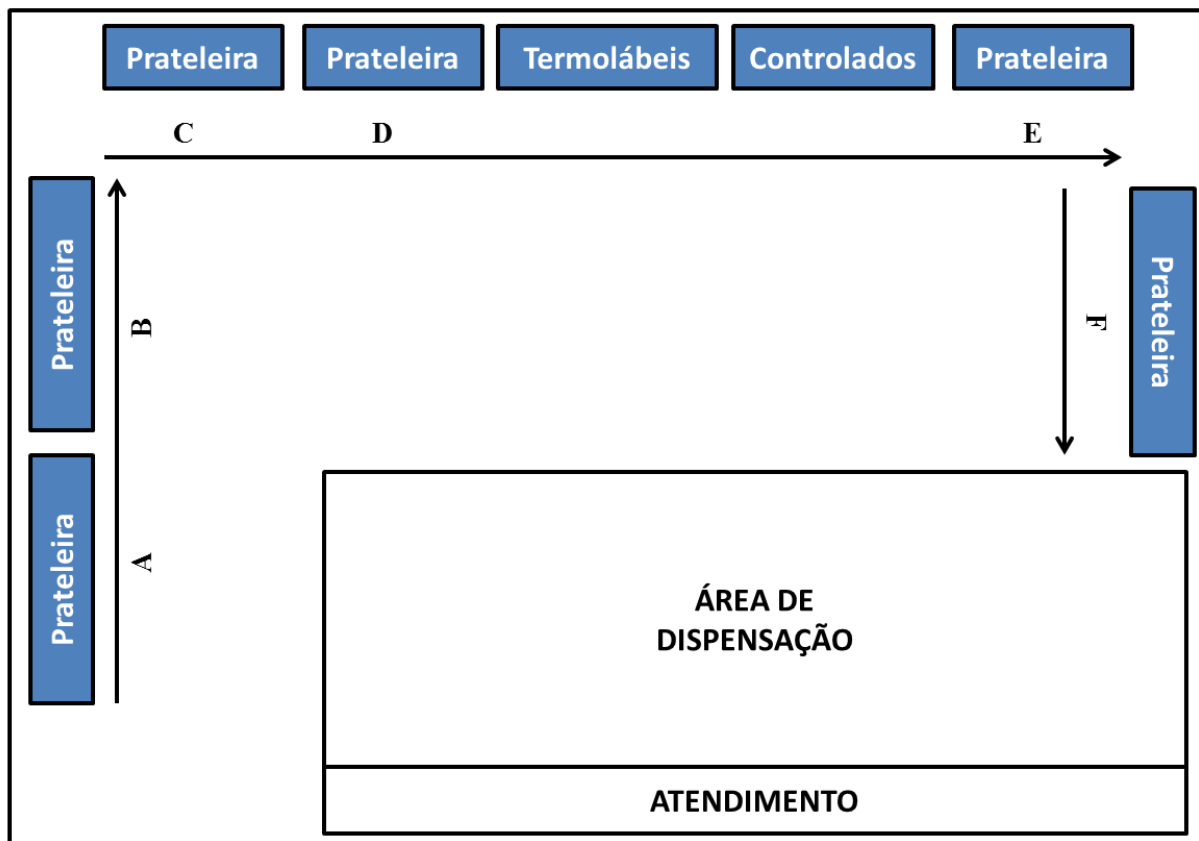 Prateleira
Prateleira
Termolábeis
Controlados
Prateleira
C
D
E
Prateleira
B
F
Prateleira
Prateleira
A
ÁREA DE
DISPENSAÇÃO
ATENDIMENTO